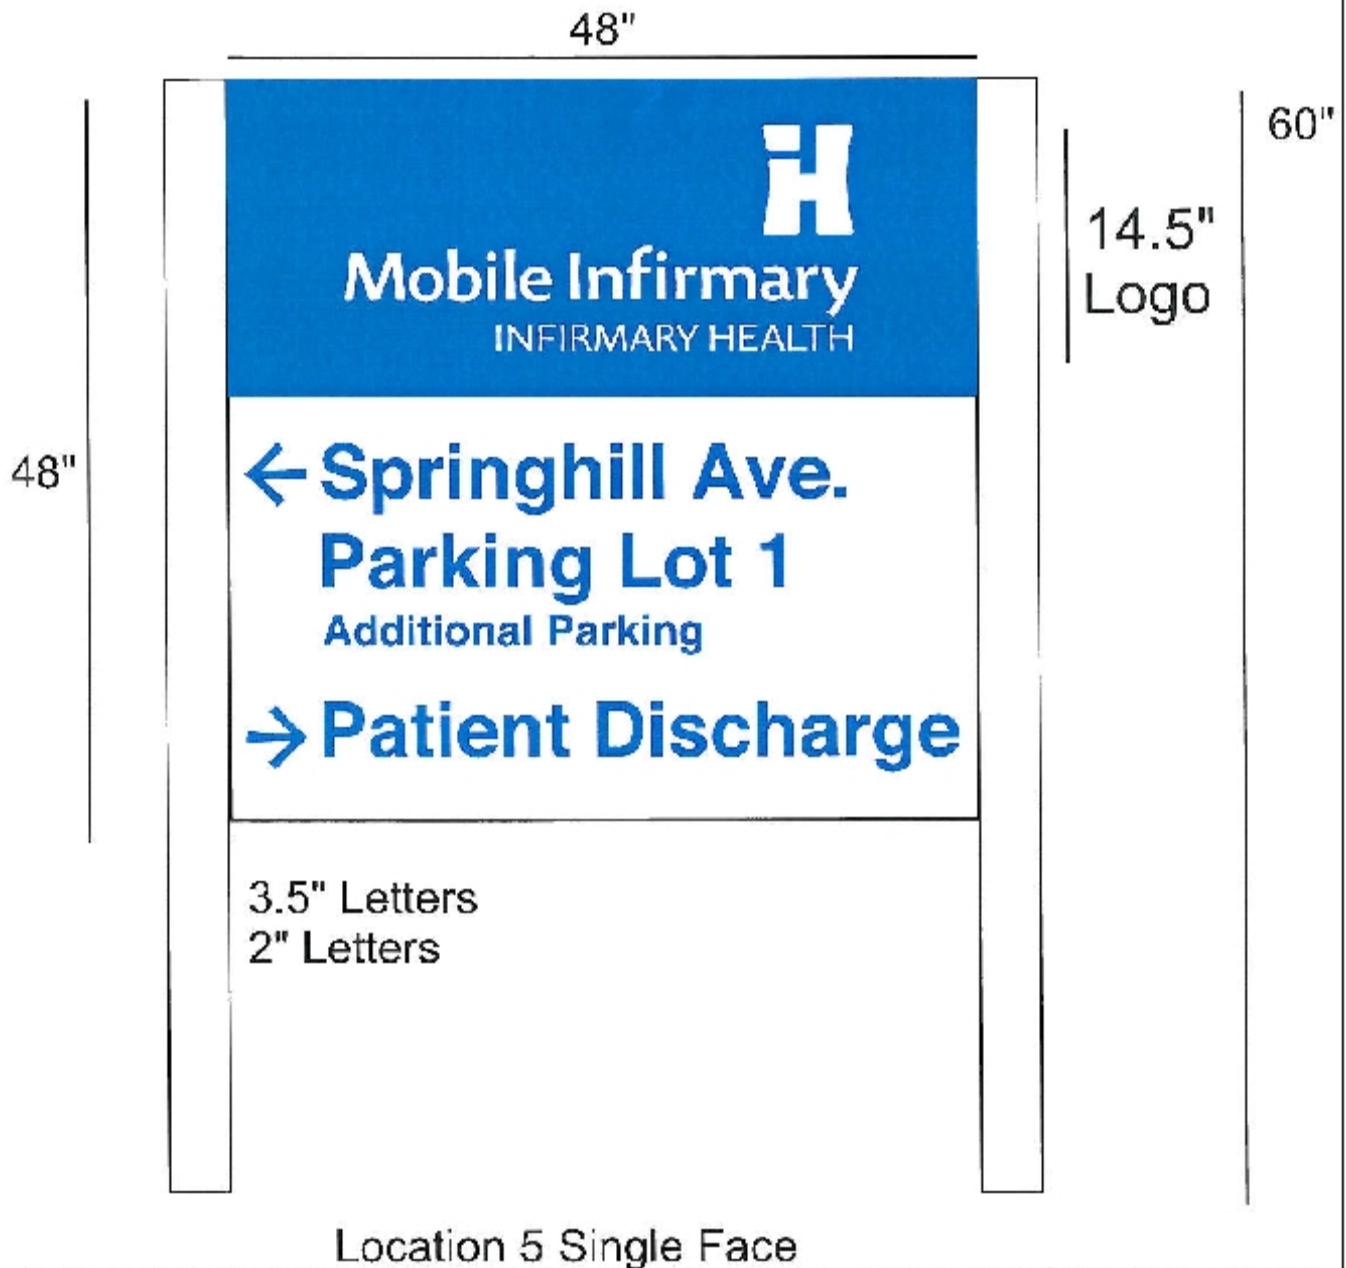 48"
60"
14.5"
Logo
iH
Mobile Infirmary
INFIRMARY HEALTH
48"
←Springhill Ave.
Parking Lot 1
Additional Parking
→Patient Discharge
3.5" Letters
2" Letters
Location 5 Single Face